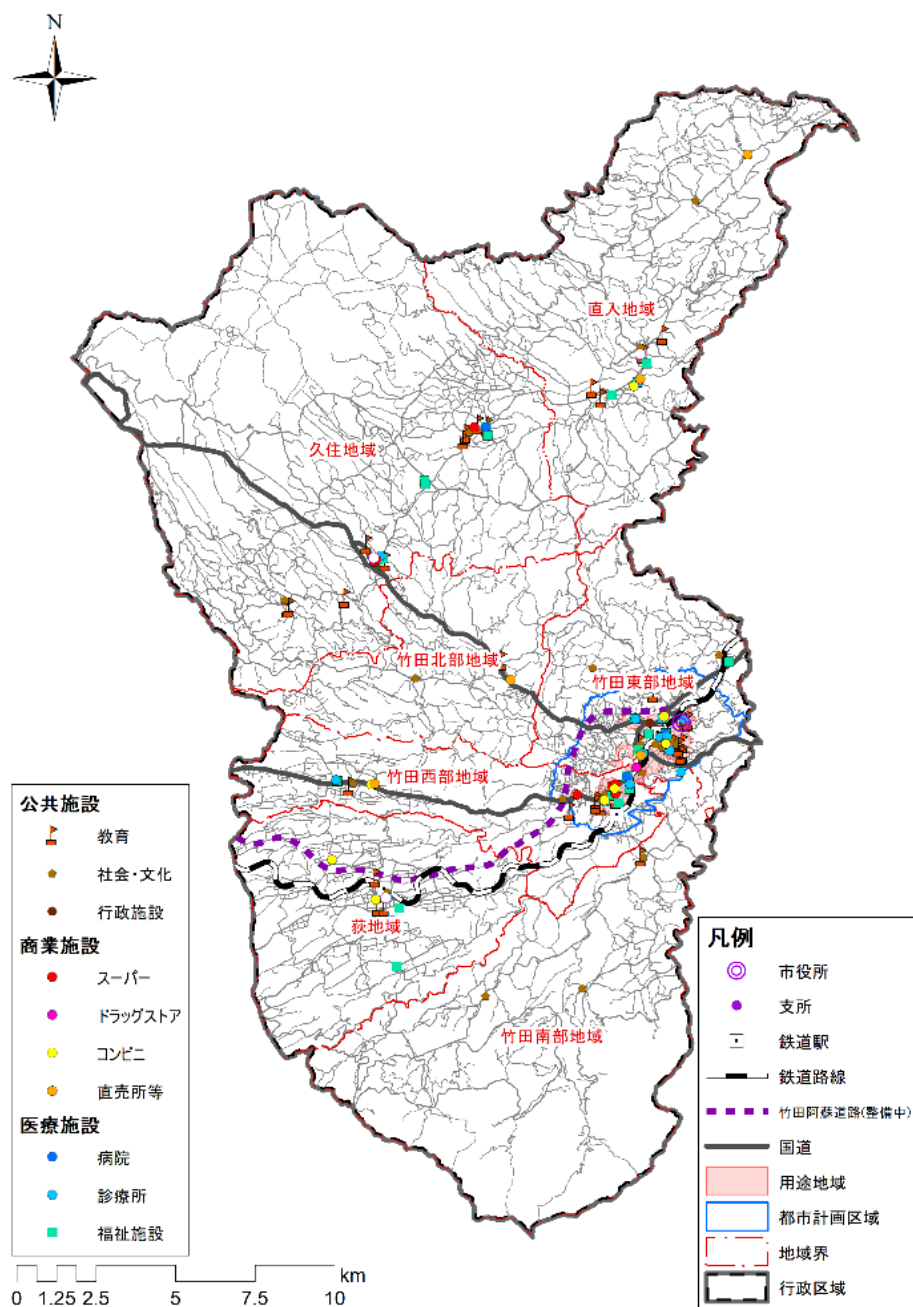 N
直入地域
久住地域
竹田北部地域
竹田東部地域
竹田西部地域
荻地域
竹田南部地域
公共施設
教育
社会・文化
行政施設
商業施設
スーパー
ドラッグストア
コンビニ
直売所等
医療施設
病院
診療所
福祉施設
凡例
市役所
支所
鉄道駅
鉄道路線
竹田阿蘇道路(整備中)
国道
用途地域
都市計画区域
地域界
行政区域
km
0 1.25 2.5 5 7.5 10